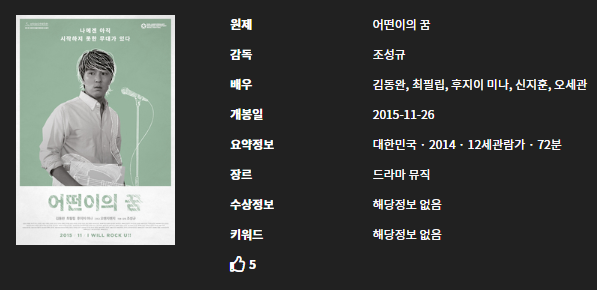 나에겐 아직
시작하지 못한 무대가 있다
어떤이의 꿈
2015 · 11 · I WILL ROCK U!!
원제 어떤이의 꿈
감독 조성규
배우 김동완, 최필립, 후지이 미나, 신지훈, 오세관
개봉일 2015-11-26
요약정보 대한민국 · 2014 · 12세관람가 · 72분
장르 드라마 뮤직
수상정보 해당정보 없음
키워드 해당정보 없음
5